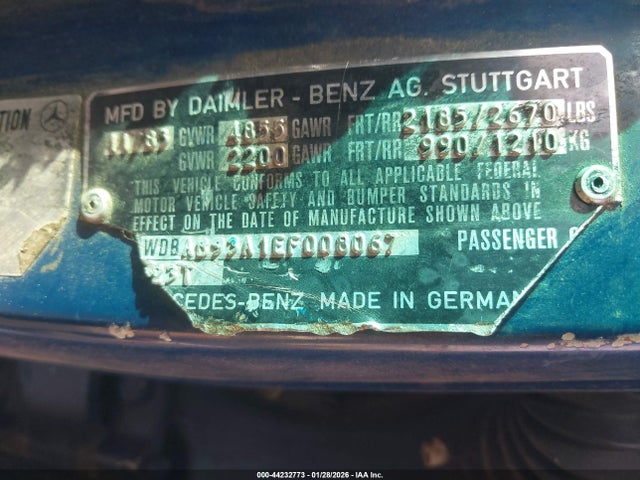 TION
MFD BY DAIMLER - BENZ AG. STUTTGART
11.83 GVWR 4855 GAWR FRT/RR 2185/2670 LBS
GVWR 2200 GAWR FRT/RR 990/1210 KG
THIS VEHICLE CONFORMS TO ALL APPLICABLE FEDERAL
MOTOR VEHICLE SAFETY AND BUMPER STANDARDS IN
EFFECT ON THE DATE OF MANUFACTURE SHOWN ABOVE
WDB PASSENGER
CEDES-BENZ MADE IN GERMAN
000-44232773 - 01/28/2026 - IAA Inc.